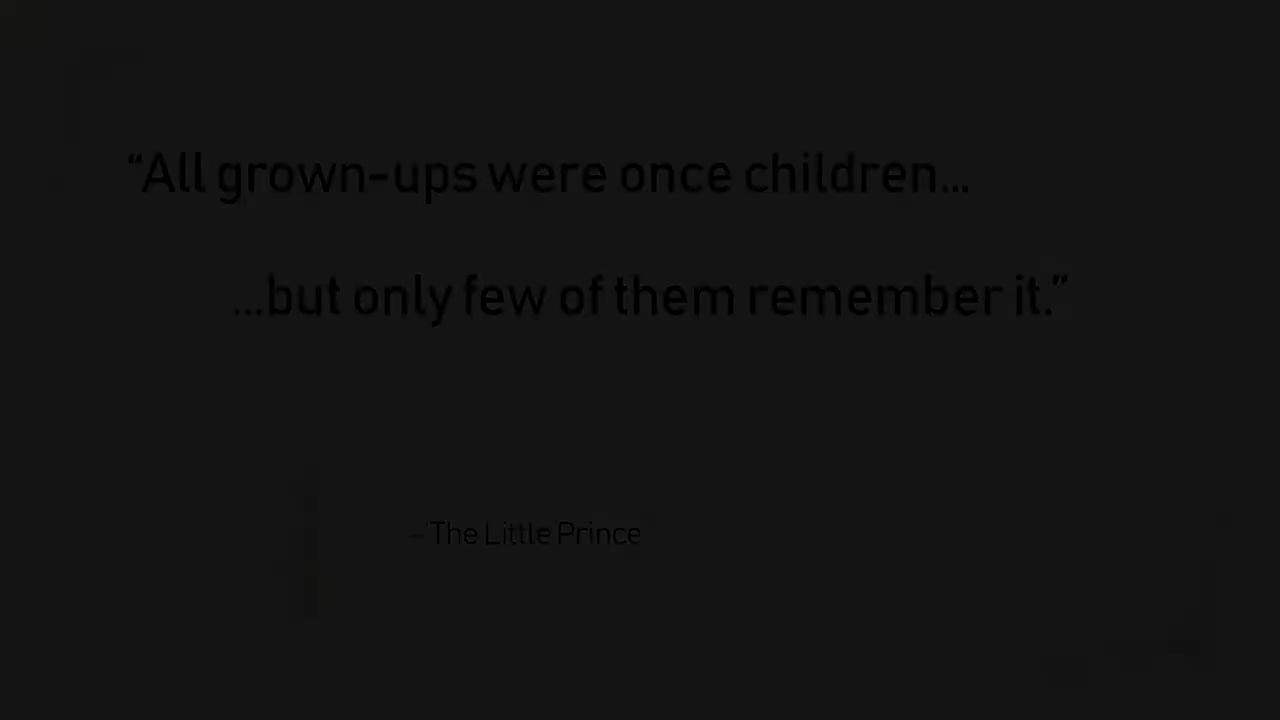 “All grown-ups were once children...
...but only few of them remember it.”
– The Little Prince